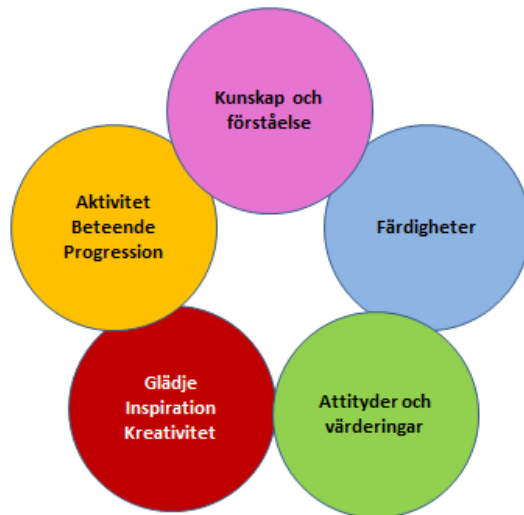 Kunskap och
förståelse
Färdigheter
Attityder och
värderingar
Glädje
Inspiration
Kreativitet
Aktivitet
Beteende
Progression